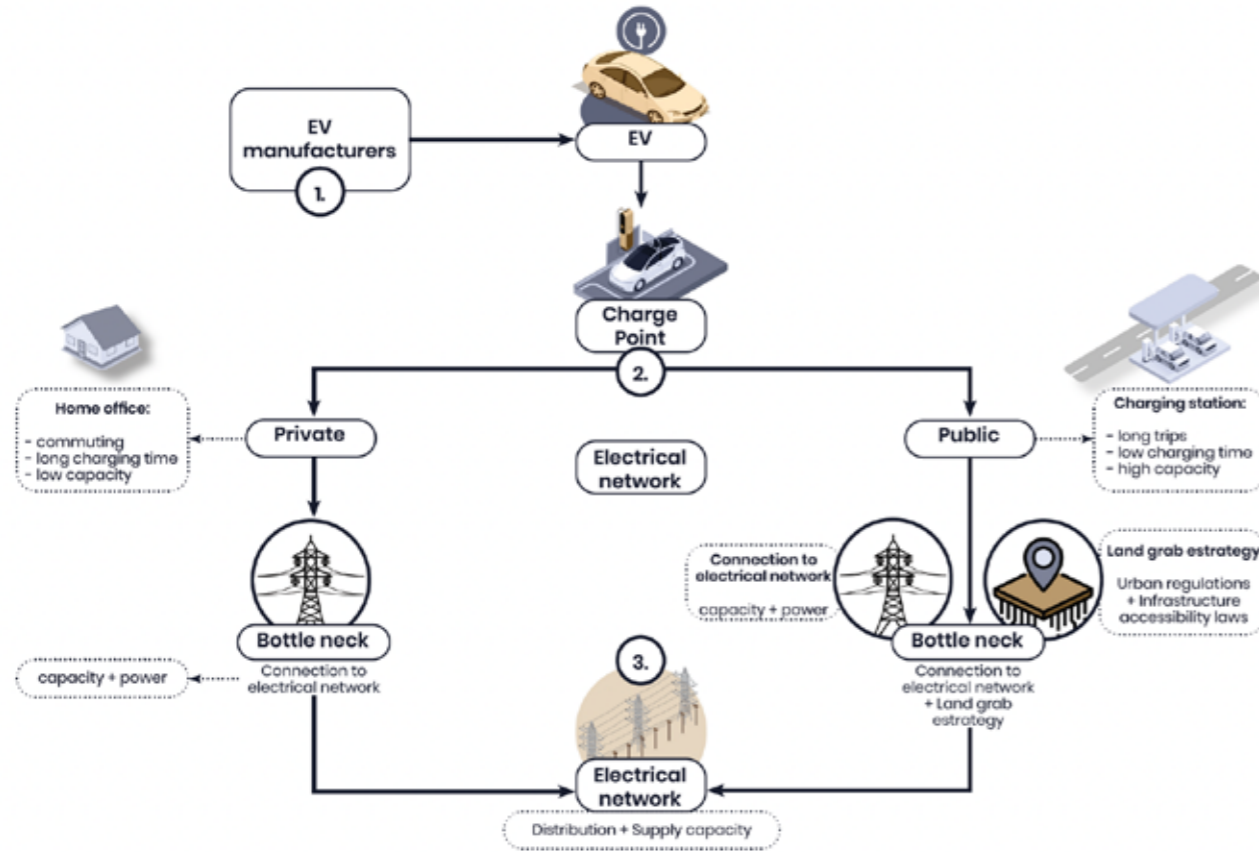 EV
manufacturers
1.
EV
Charge
Point
2.
Home office:
- commuting
- long charging time
- low capacity
Private
Electrical
network
Public
Charging station:
- long trips
- low charging time
- high capacity
Bottle neck
Connection to
electrical network
capacity + power
Connection to
electrical network
capacity + power
Land grab estrategy
Urban regulations
+ Infrastructure
accessibility laws
Bottle neck
Connection to
electrical network
+ Land grab
estrategy
3.
Electrical
network
Distribution + Supply capacity